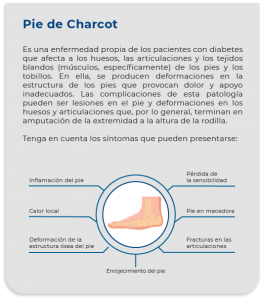 Pie de Charcot
Es una enfermedad propia de los pacientes con diabetes
que afecta a los huesos, las articulaciones y los tejidos
blandos (músculos, específicamente) de los pies y los
tobillos. En ella, se producen deformaciones en la
estructura de los pies que provocan dolor y apoyo
inadecuados. Las complicaciones de esta patología
pueden ser lesiones en el pie y deformaciones en los
huesos y articulaciones que, por lo general, terminan en
amputación de la extremidad a la altura de la rodilla.
Tenga en cuenta los síntomas que pueden presentarse:
Inflamación del pie
Calor local
Deformación de la
estructura ósea del pie
Enrojecimiento del pie
Pérdida de
la sensibilidad
Pie en mecedora
Fracturas en las
articulaciones